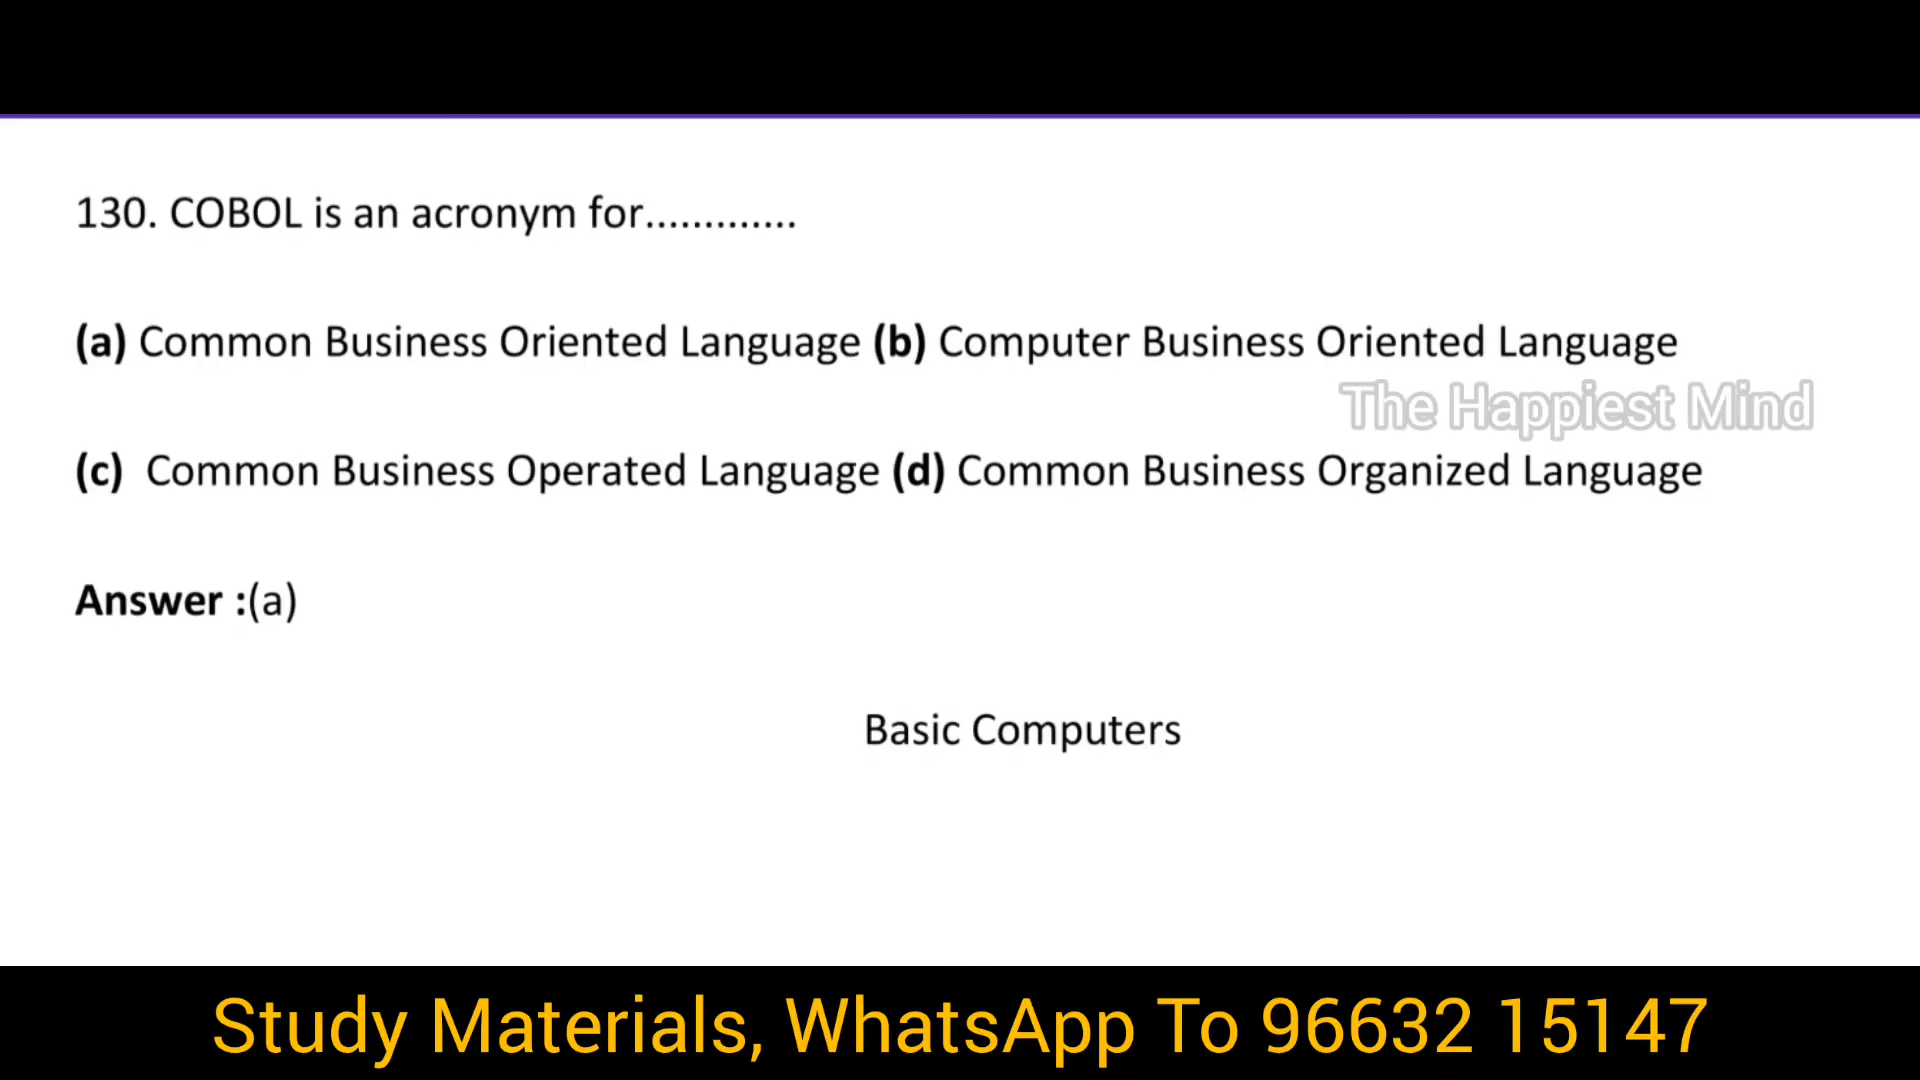 130. COBOL is an acronym for.............
(a) Common Business Oriented Language (b) Computer Business Oriented Language
The Happiest Mind
(c) Common Business Operated Language (d) Common Business Organized Language
Answer :(a)
Basic Computers
Study Materials, WhatsApp To 96632 15147